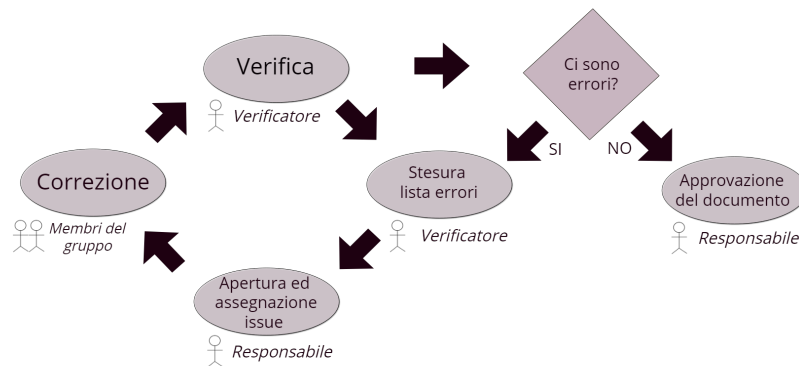 Verifica
Verificatore
Ci sono
errori?
SI
NO
Correzione
Membri del
gruppo
Stesura
lista errori
Verificatore
Approvazione
del documento
Responsabile
Apertura ed
assegnazione
issue
Responsabile